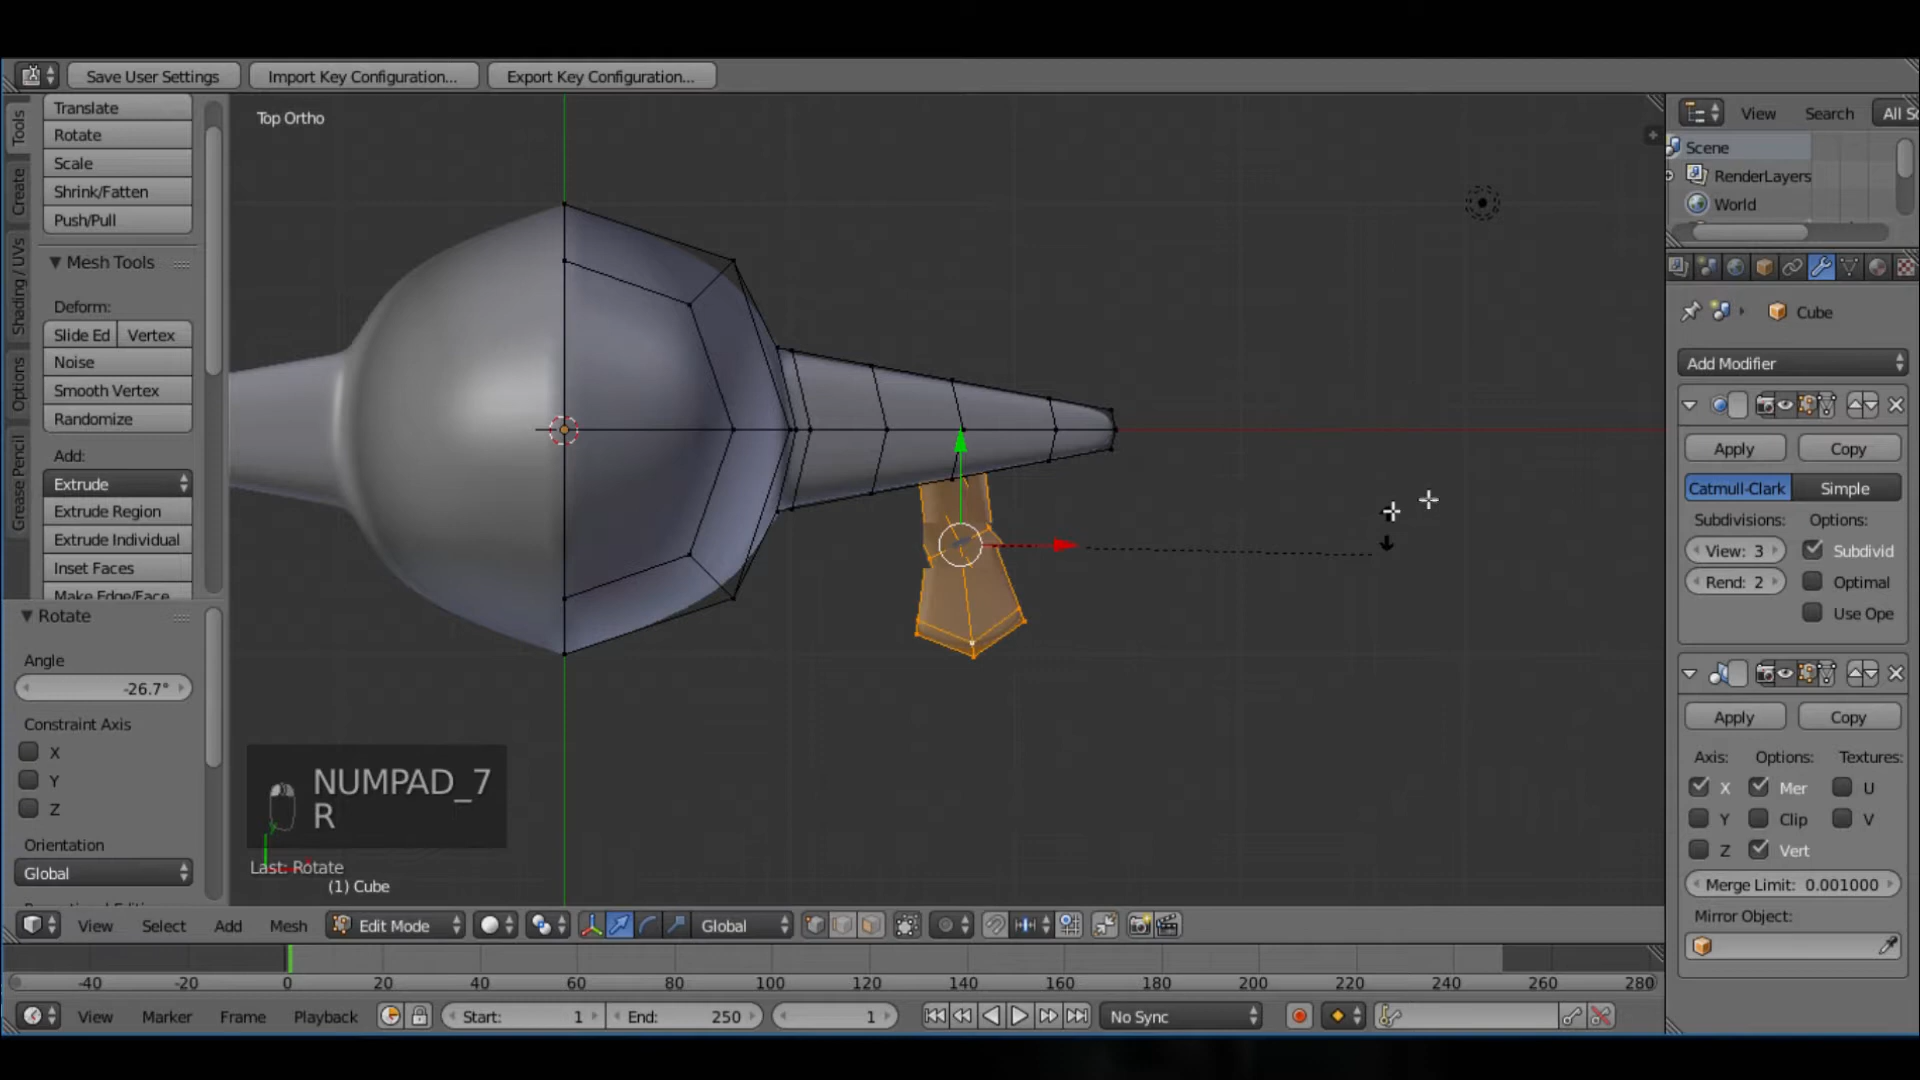 Save User Settings
Import Key Configuration...
Export Key Configuration...
Tools
Create
Shading / UVs
Options
Grease Pencil
Translate
Rotate
Scale
Shrink/Fatten
Push/Pull
Mesh Tools
Deform:
Slide Ed
Vertex
Noise
Smooth Vertex
Randomize
Add:
Extrude
Extrude Region
Extrude Individual
Inset Faces
Make Edge/Face
Rotate
Angle
-26.7°
Constraint Axis
X
Y
Z
Orientation
Global
Top Ortho
NUMPAD_7
R
Last: Rotate
(1) Cube
View
Select
Add
Mesh
Edit Mode
Global
-40 -20 0 20 40 60 80 100 120 140 160 180 200 220 240 260 280
View
Marker
Frame
Playback
Start: 1
End: 250
1
No Sync
View
Search
All Sc
Scene
RenderLayers
World
Cube
Add Modifier
Apply
Copy
Catmull-Clark
Simple
Subdivisions:
Options:
View: 3
Subdivid
Rend: 2
Optimal
Use Ope
Apply
Copy
Axis:
Options:
Textures:
X
Mer
U
Y
Clip
V
Z
Vert
Merge Limit: 0.001000
Mirror Object: